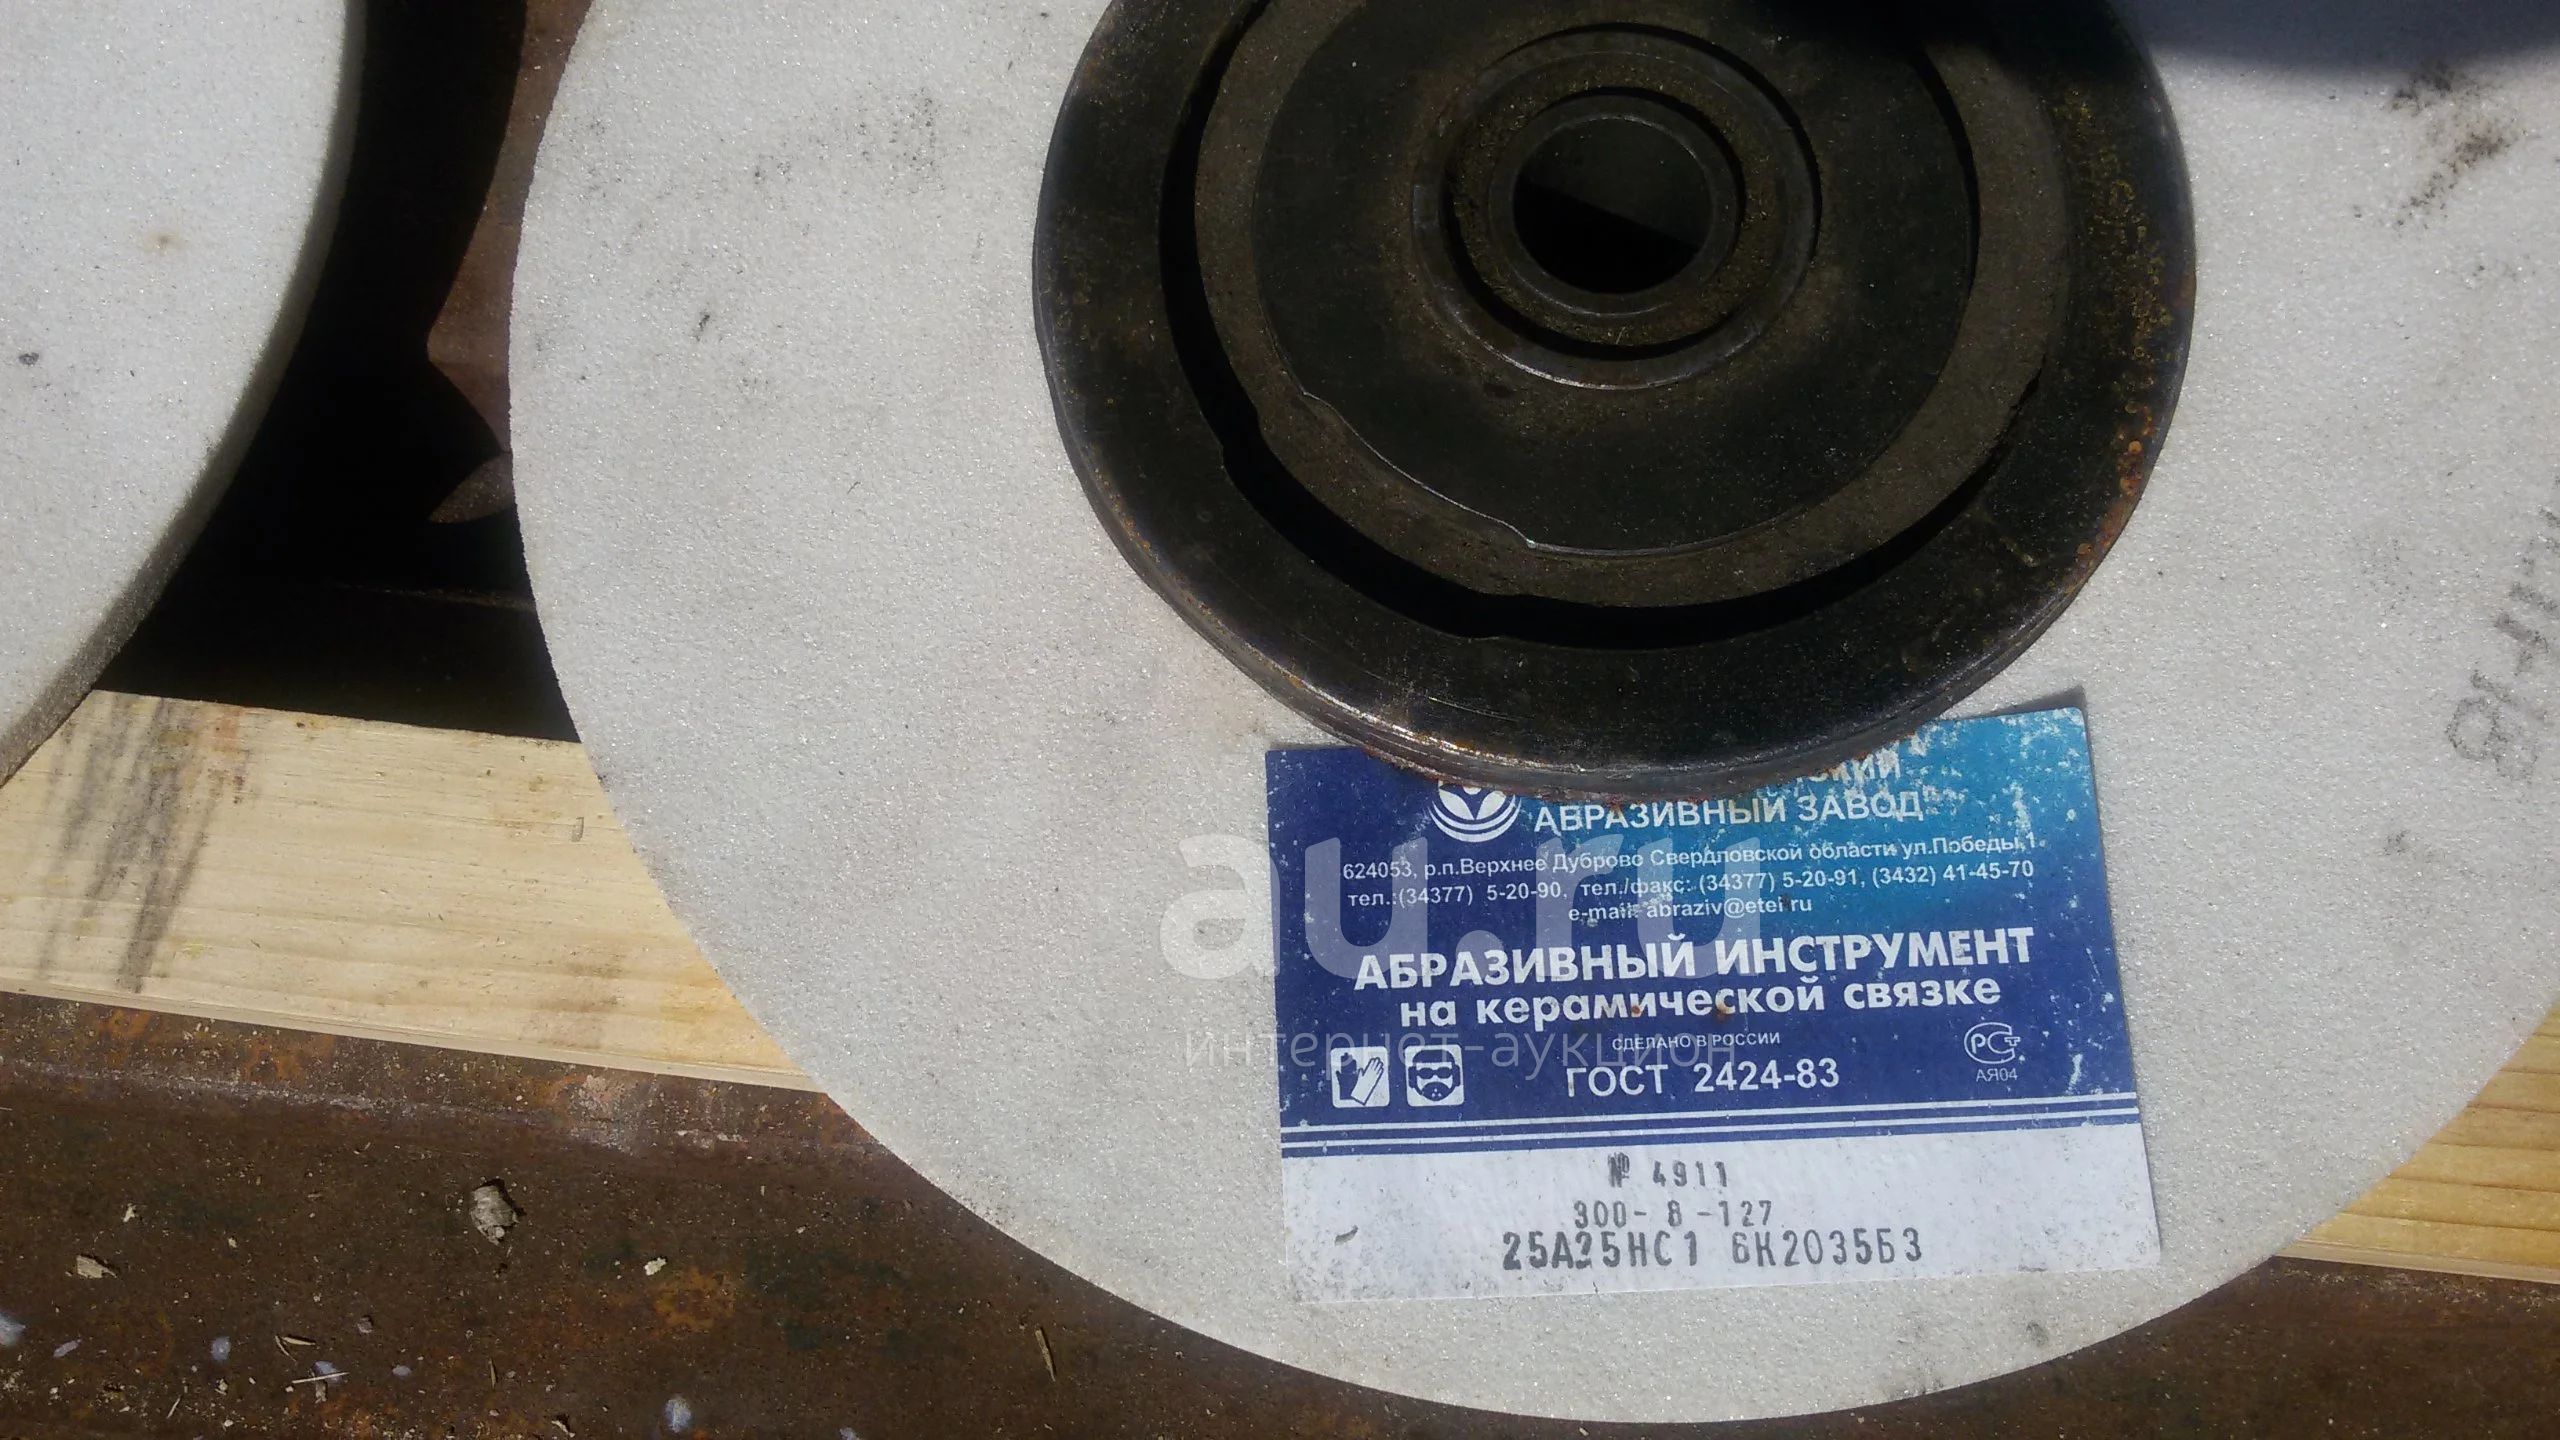 АБРАЗИВНЫЙ ЗАВОД
624053, р.п.Верхнее Дуброво Свердловской области ул.Победы,1
тел.:(34377) 5-20-90, тел./факс: (34377) 5-20-91, (3432) 41-45-70
e-mail: abraziv@etel.ru
АБРАЗИВНЫЙ ИНСТРУМЕНТ
на керамической связке
СДЕЛАНО В РОССИИ
ГОСТ 2424-83
РСТ
АЯ04
№ 4911
300-8-127
25А25НС1 6К2035Б3
au.ru
интернет-аукцион